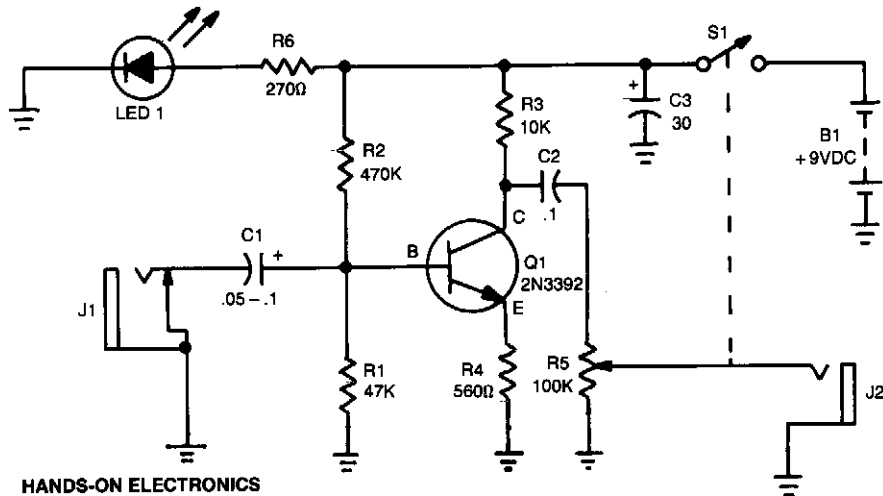 S1
R6
+
R3
10K
C3
30
LED 1
270Ω
B1
+9VDC
R2
470K
C2
.1
C
C1
+
B
Q1
2N3392
.05–.1
E
J1
R1
47K
R4
560Ω
R5
100K
J2
HANDS-ON ELECTRONICS